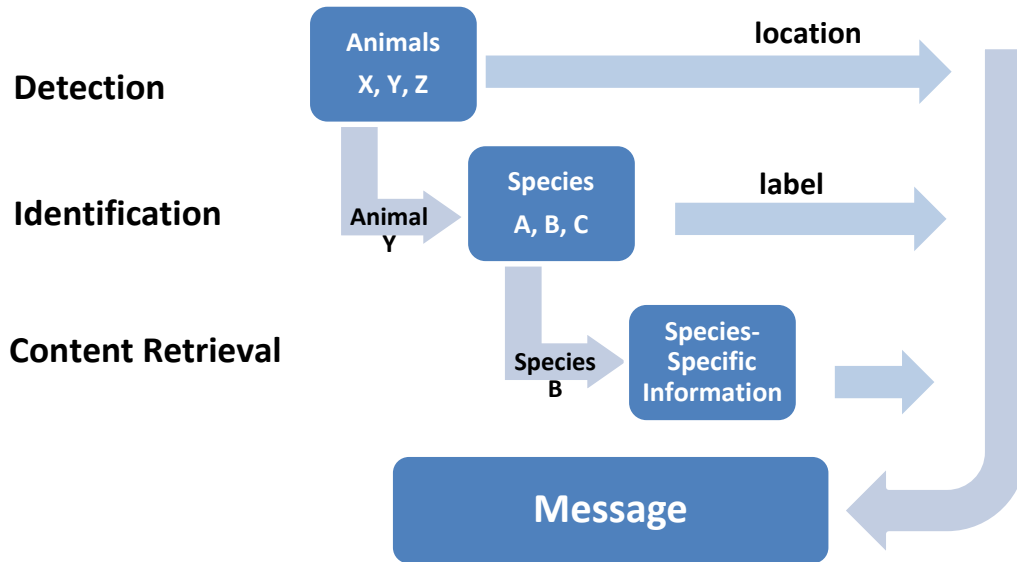 Animals
X, Y, Z
location
Detection
Species
A, B, C
label
Identification
Animal
Y
Species-
Specific
Information
Content Retrieval
Species
B
Message